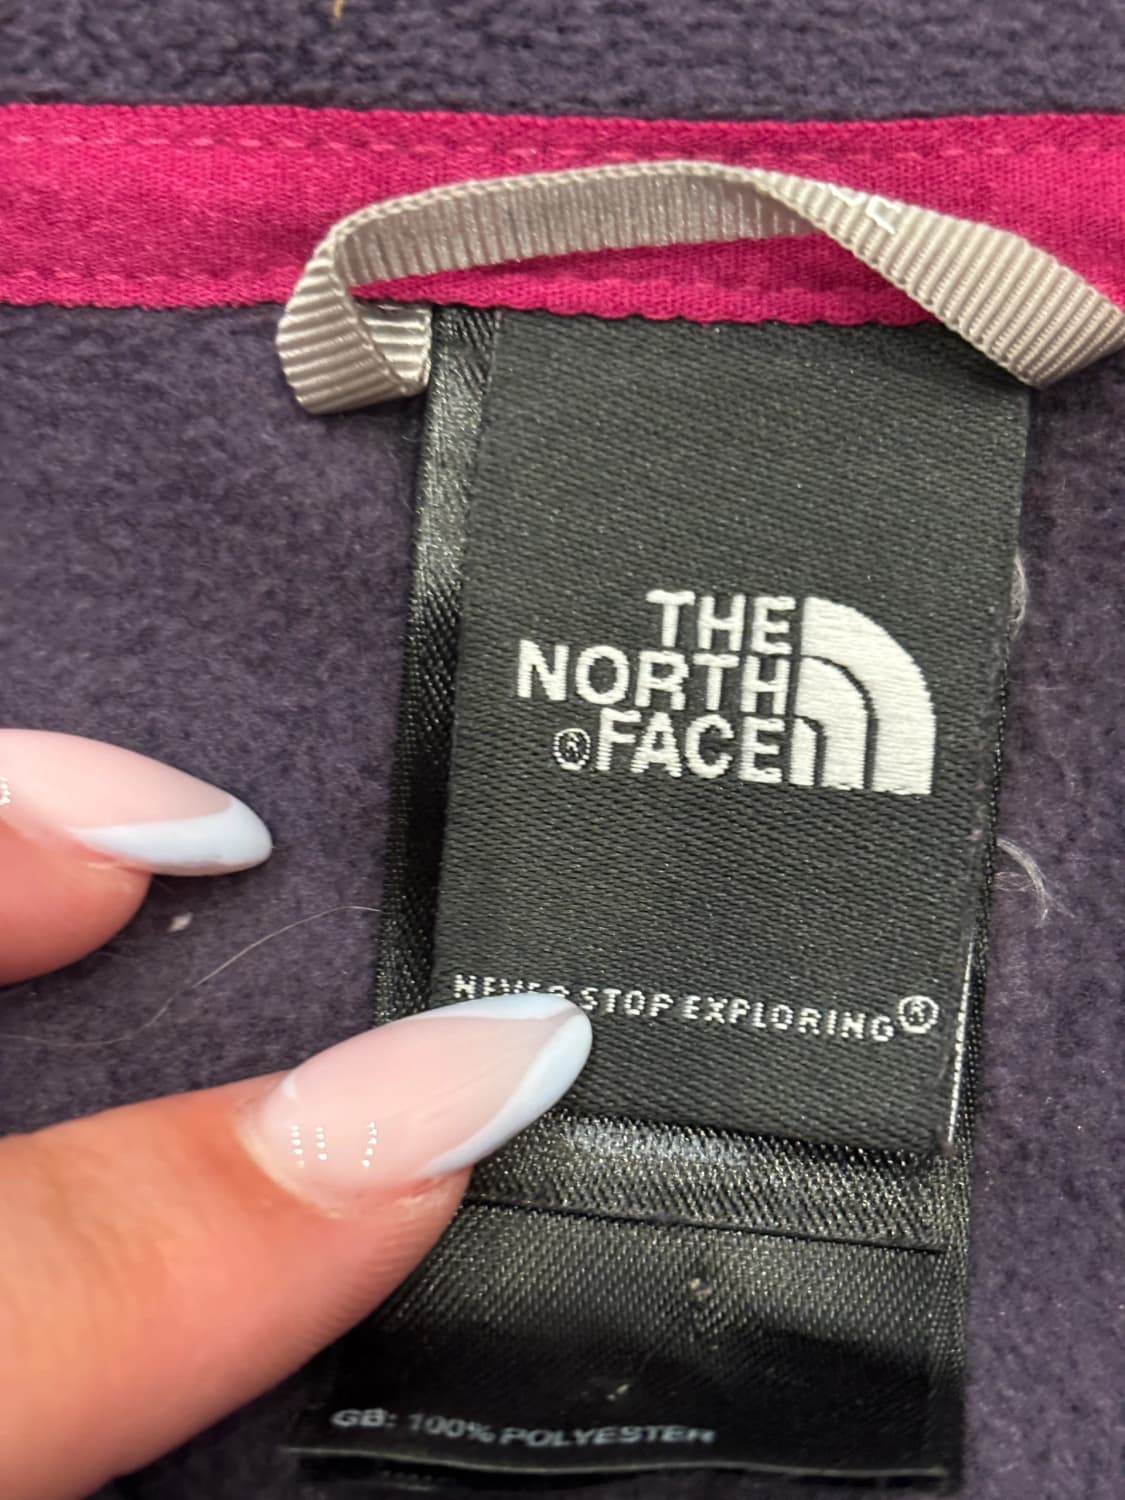 THE
NORTH
®FACE
NEVER STOP EXPLORING®
GB: 100% POLYESTER